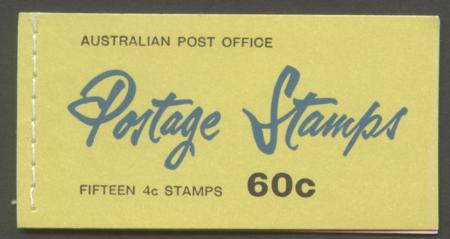 AUSTRALIAN POST OFFICE
Postage Stamps
FIFTEEN 4c STAMPS 60c